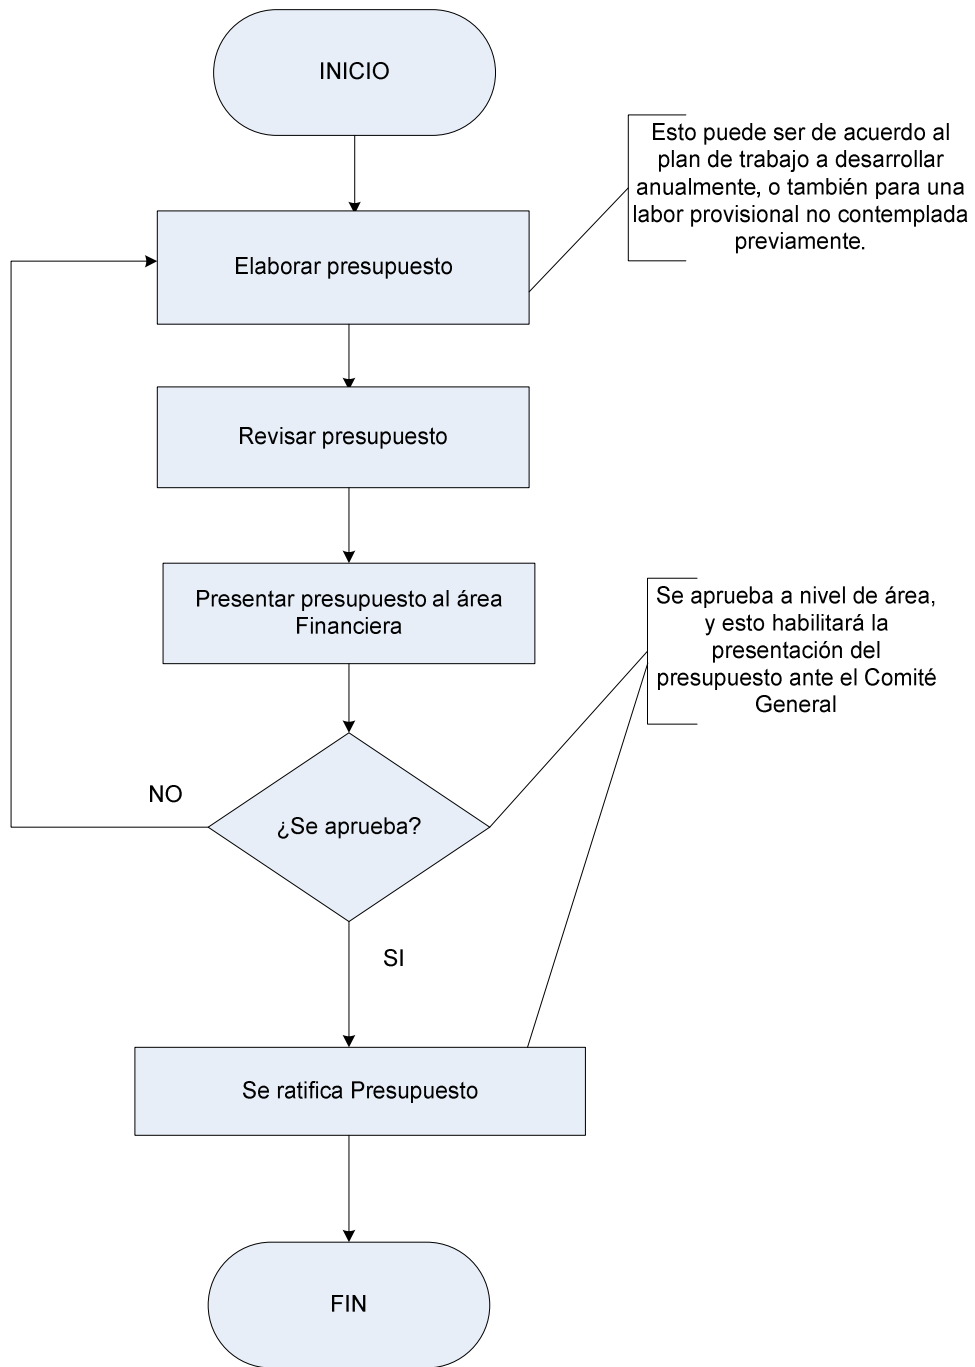 INICIO
Esto puede ser de acuerdo al
plan de trabajo a desarrollar
anualmente, o también para una
labor provisional no contemplada
previamente.
Elaborar presupuesto
Revisar presupuesto
Presentar presupuesto al área
Financiera
Se aprueba a nivel de área,
y esto habilitará la
presentación del
presupuesto ante el Comité
General
NO
¿Se aprueba?
SI
Se ratifica Presupuesto
FIN